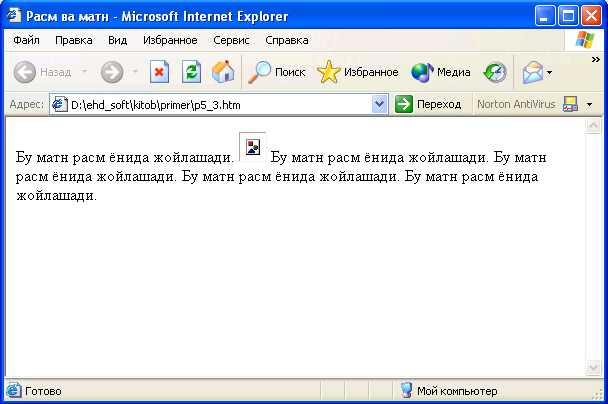 Расм ва матн - Microsoft Internet Explorer
Файл Правка Вид Избранное Сервис Справка
Назад Поиск Избранное Медиа
Адрес: D:\ehd_soft\kitob\primer\p5_3.htm Переход Norton AntiVirus
Бу матн расм ёнида жойлашади. Бу матн расм ёнида жойлашади. Бу матн
расм ёнида жойлашади. Бу матн расм ёнида жойлашади. Бу матн расм ёнида
жойлашади.
Готово Мой компьютер